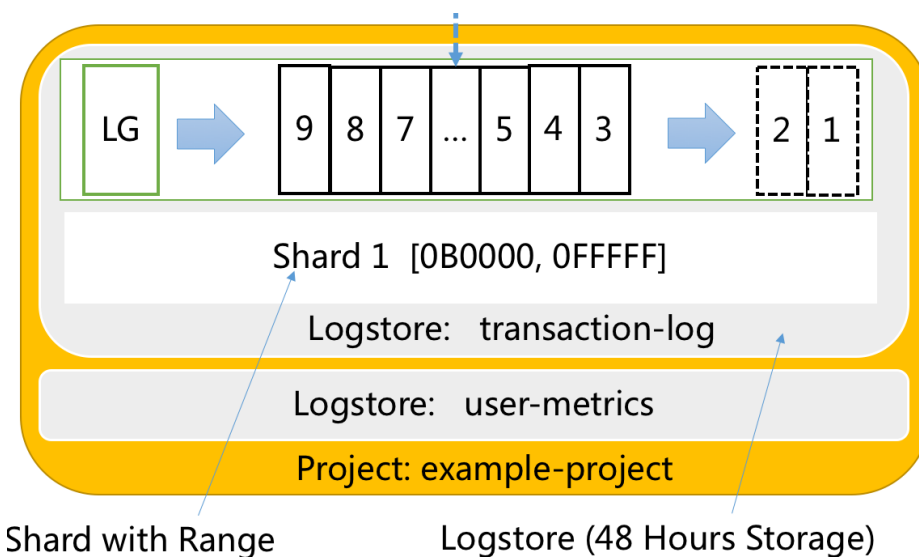 LG 9 8 7 ... 5 4 3 2 1
Shard 1 [0B0000, 0FFFFF]
Logstore: transaction-log
Logstore: user-metrics
Project: example-project
Shard with Range
Logstore (48 Hours Storage)